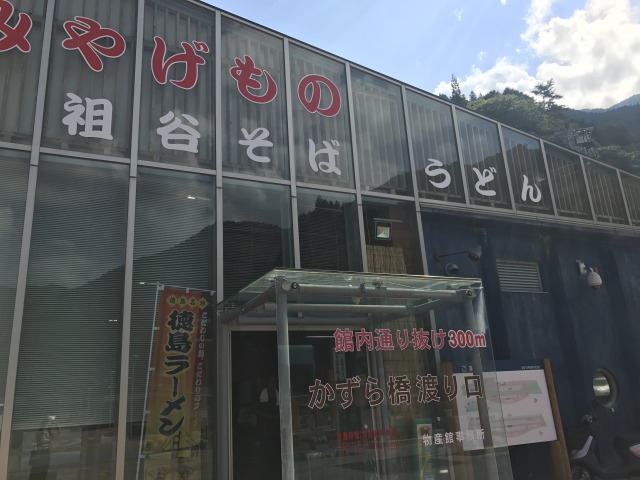 みやげもの
祖谷そば うどん
館内通り抜け300m
かずら橋渡り口
物産館事務所
徳島ラーメン